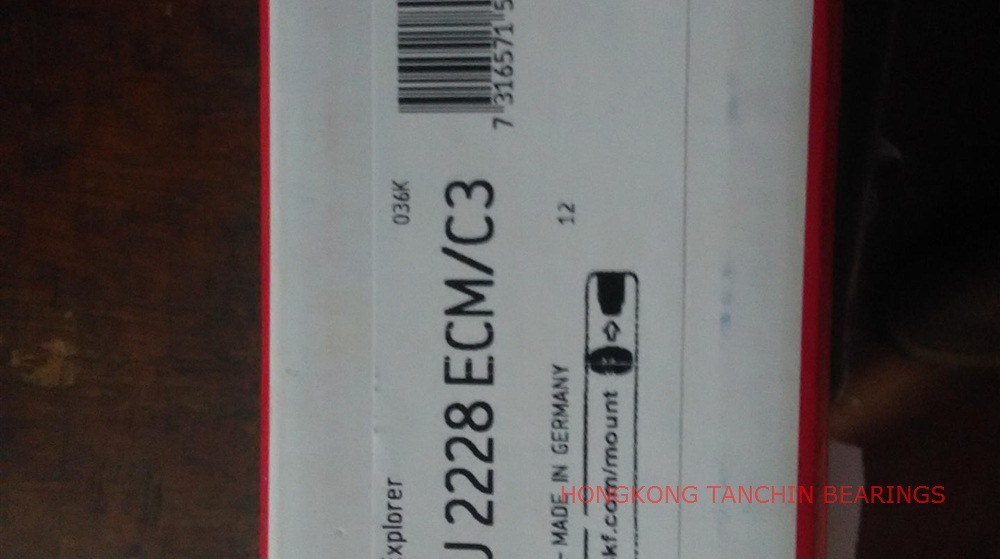 xplorer 036K
7 316571 5
J 2228 ECM/C3
- MADE IN GERMANY 12
kf.com/mount
HONGKONG TANCHIN BEARINGS